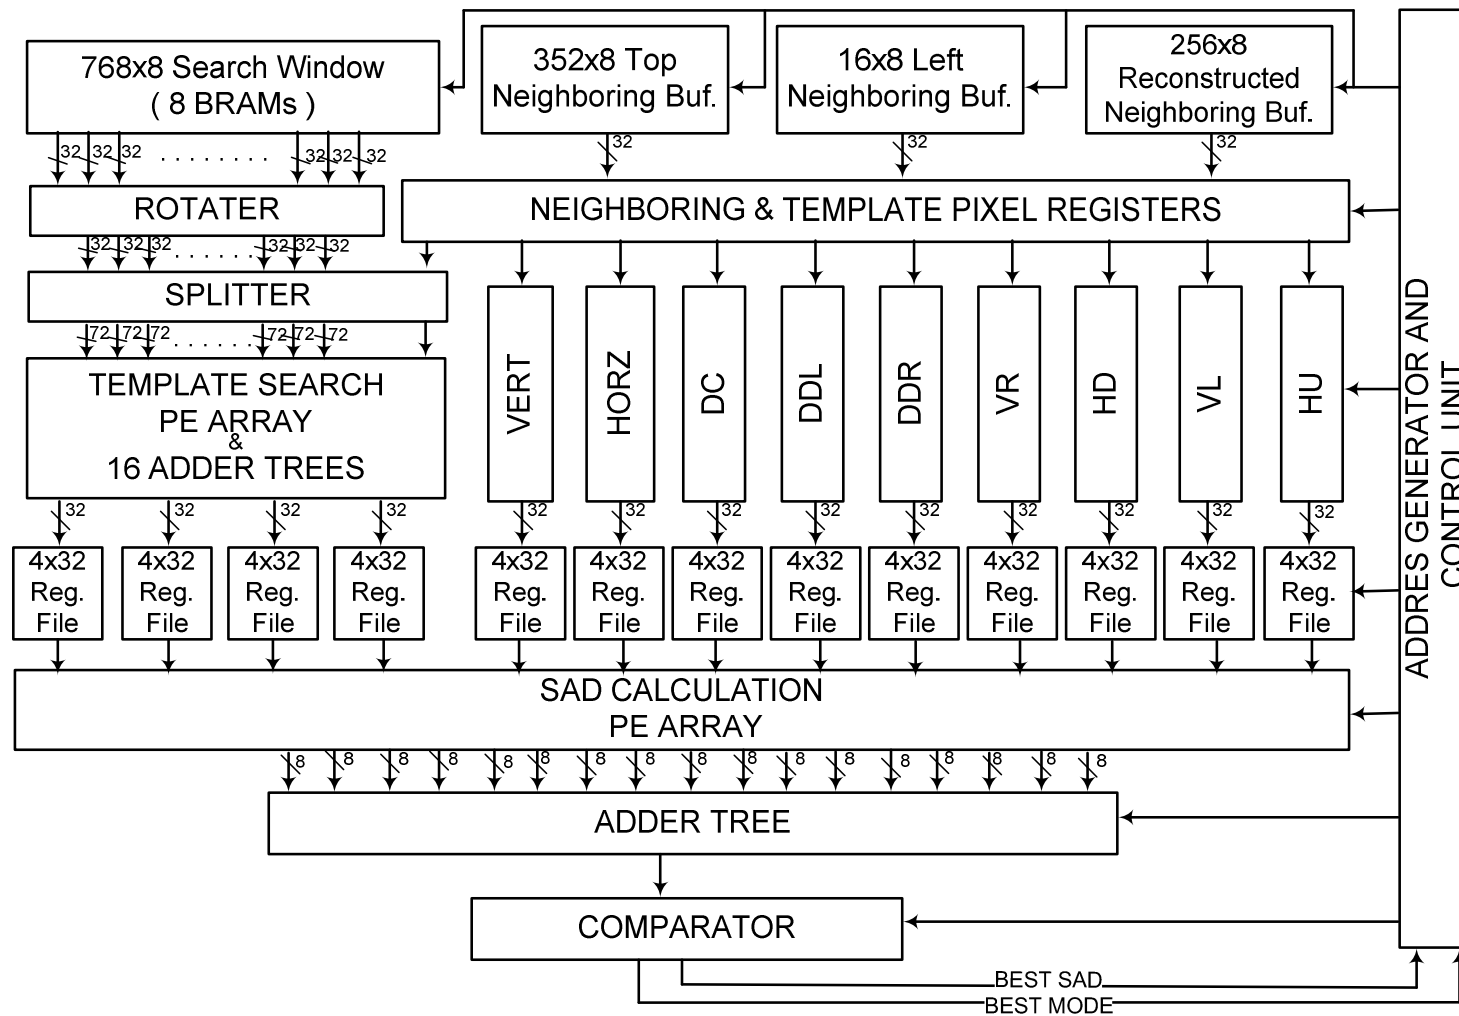 768x8 Search Window
( 8 BRAMs )
352x8 Top
Neighboring Buf.
16x8 Left
Neighboring Buf.
256x8
Reconstructed
Neighboring Buf.
32 32 32 . . . . . . . . 32 32 32
32
32
32
ROTATER
NEIGHBORING & TEMPLATE PIXEL REGISTERS
32 32 32 . . . . . . . 32 32 32
SPLITTER
72 72 72 . . . . . . . 72 72 72
TEMPLATE SEARCH
PE ARRAY
&
16 ADDER TREES
VERT
HORZ
DC
DDL
DDR
VR
HD
VL
HU
32 32 32 32 32 32 32 32 32 32 32 32 32
4x32
Reg.
File
4x32
Reg.
File
4x32
Reg.
File
4x32
Reg.
File
4x32
Reg.
File
4x32
Reg.
File
4x32
Reg.
File
4x32
Reg.
File
4x32
Reg.
File
4x32
Reg.
File
4x32
Reg.
File
4x32
Reg.
File
4x32
Reg.
File
SAD CALCULATION
PE ARRAY
8 8 8 8 8 8 8 8 8 8 8 8 8 8 8 8
ADDER TREE
COMPARATOR
BEST SAD
BEST MODE
ADDRES GENERATOR AND
CONTROL UNIT